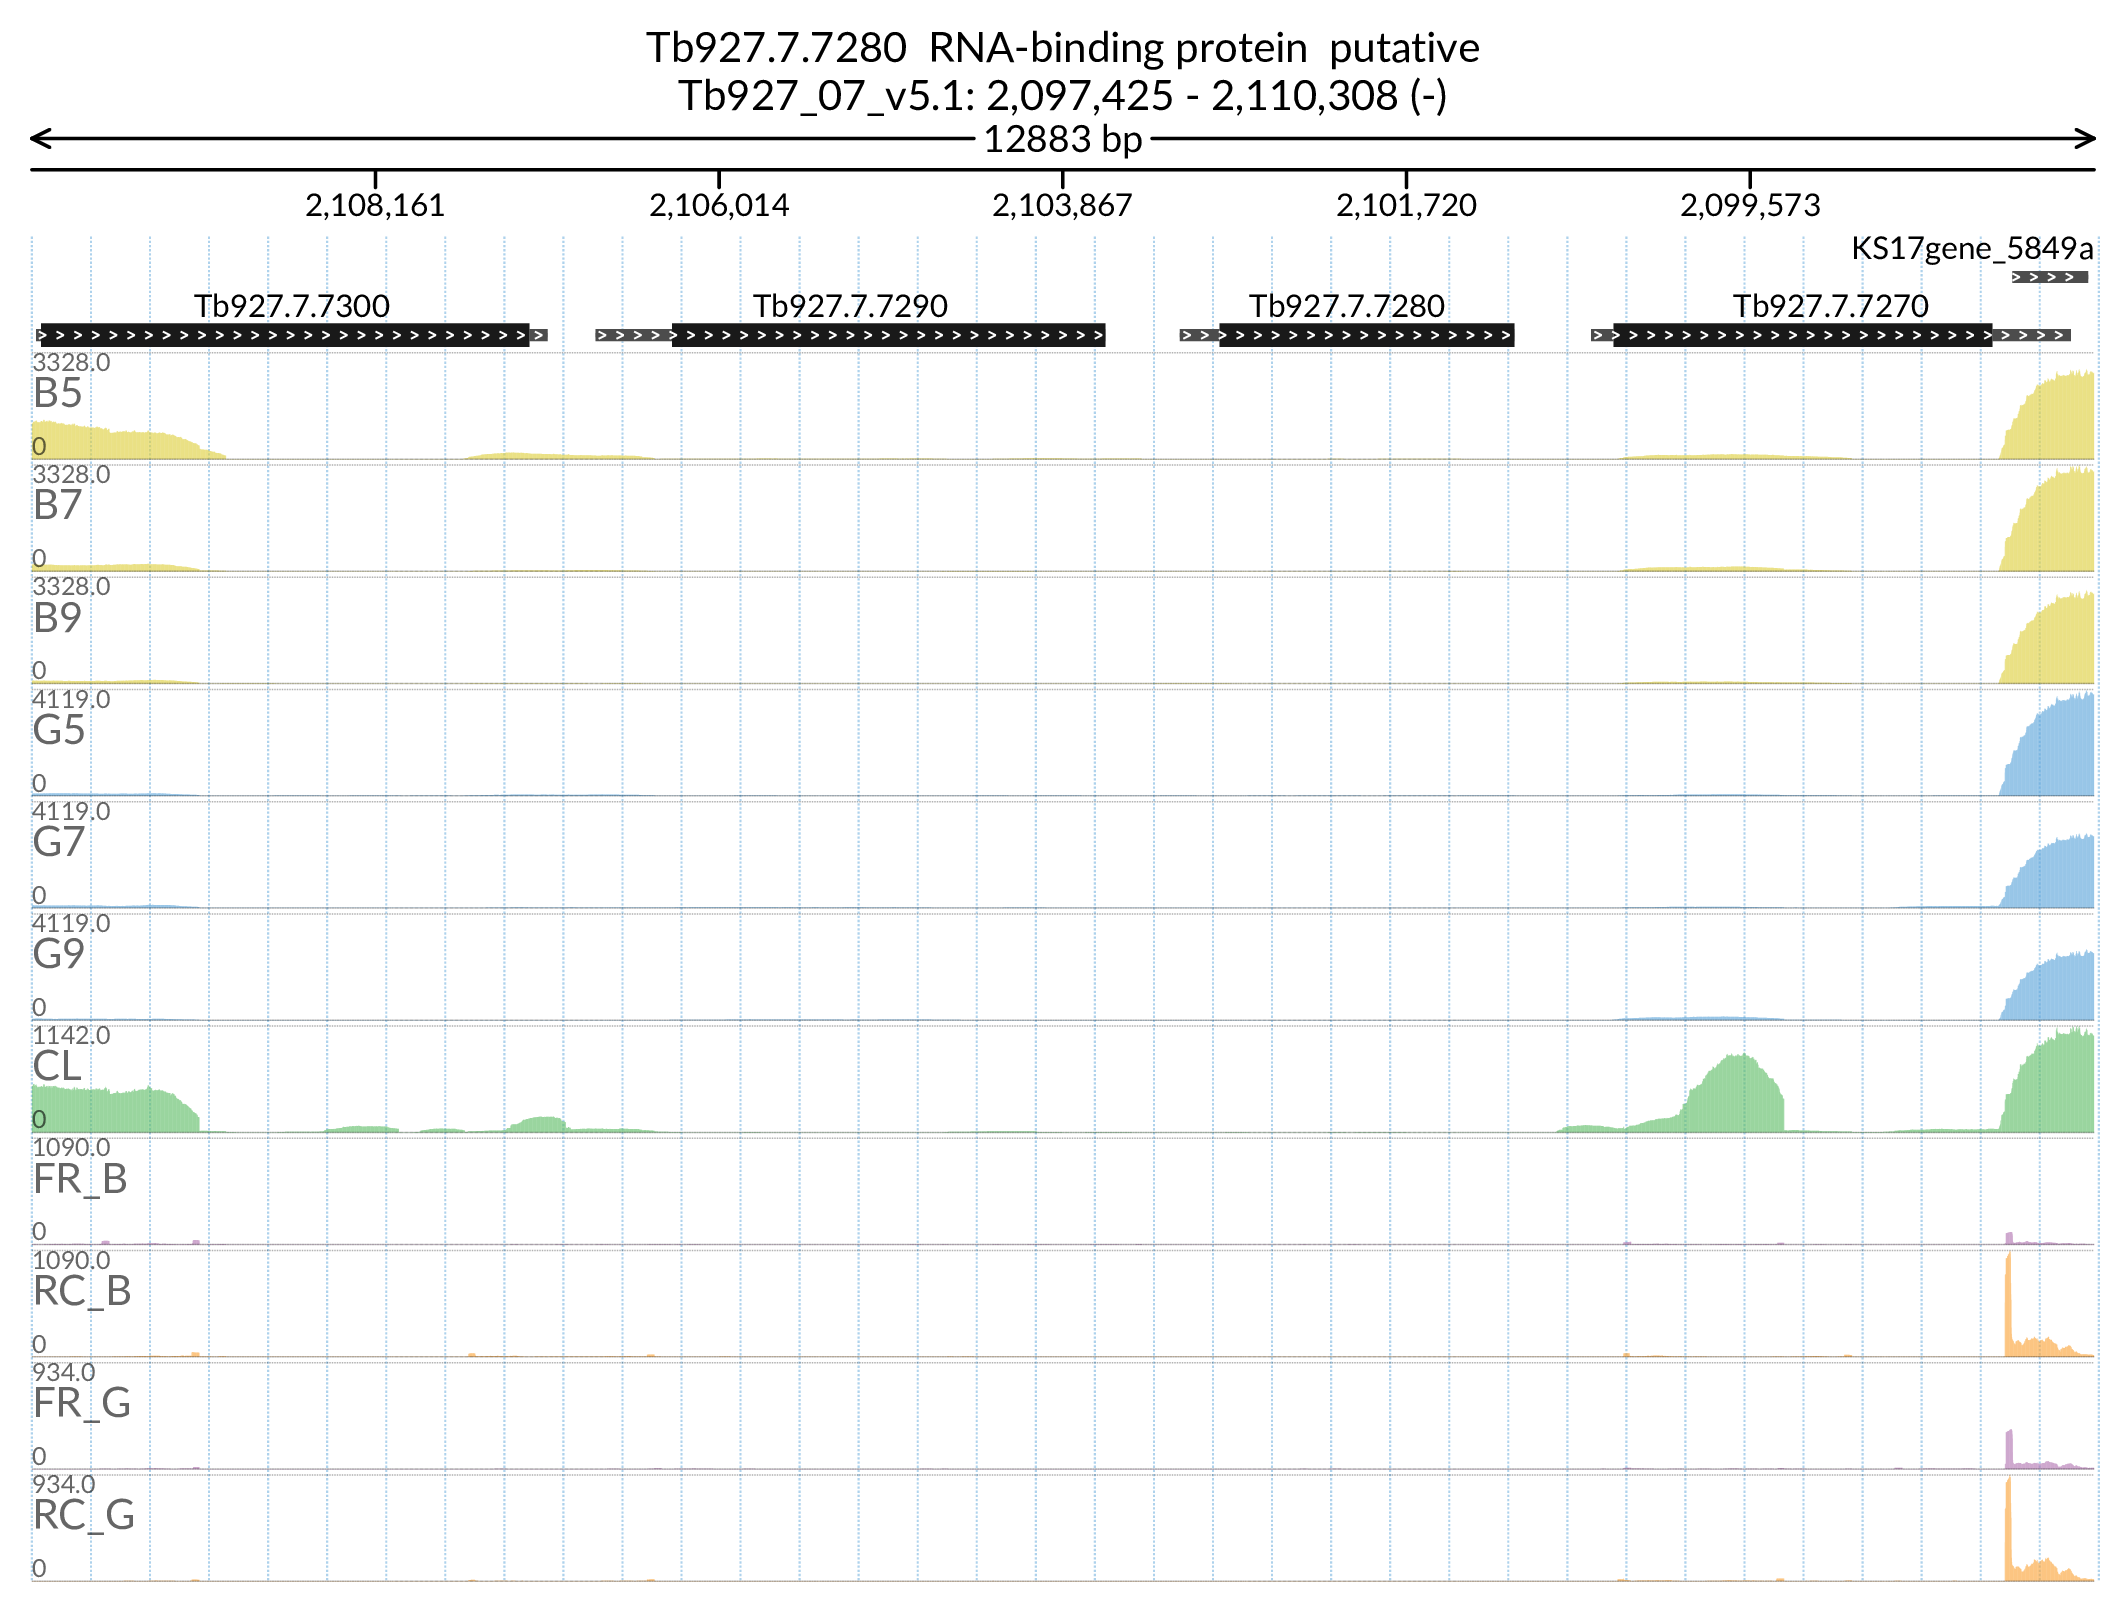 Tb927.7.7280  RNA-binding protein  putative
Tb927_07_v5.1: 2,097,425 - 2,110,308 (-)
12883 bp
2,108,161 2,106,014 2,103,867 2,101,720 2,099,573
KS17gene_5849a
Tb927.7.7300 Tb927.7.7290 Tb927.7.7280 Tb927.7.7270
3328.0
B5
0
3328.0
B7
0
3328.0
B9
0
4119.0
G5
0
4119.0
G7
0
4119.0
G9
0
1142.0
CL
0
1090.0
FR_B
0
1090.0
RC_B
0
934.0
FR_G
0
934.0
RC_G
0